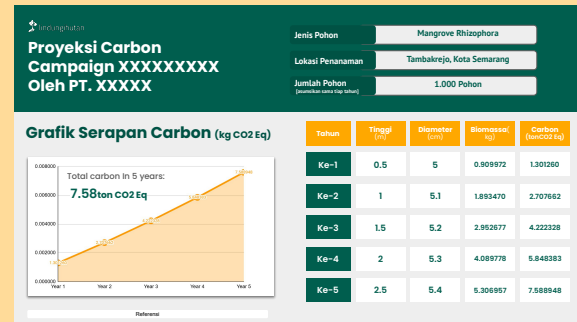 lindungihutan
Proyeksi Carbon
Campaign XXXXXXXXX
Oleh PT. XXXXX
Jenis Pohon
Mangrove Rhizophora
Lokasi Penanaman
Tambakrejo, Kota Semarang
Jumlah Pohon
(asumsikan sama tiap tahun)
1.000 Pohon
Grafik Serapan Carbon (kg CO2 Eq)
Total carbon in 5 years:
7.58ton CO2 Eq
0.008000
0.006000
0.004000
0.002000
0.000000
Year 1 Year 2 Year 3 Year 4 Year 5
Referensi
Tahun Tinggi (m) Diameter (cm) Biomassa( kg) Carbon (tonCO2 Eq)
Ke-1 0.5 5 0.909972 1.301260
Ke-2 1 5.1 1.893470 2.707662
Ke-3 1.5 5.2 2.952677 4.222328
Ke-4 2 5.3 4.089778 5.848383
Ke-5 2.5 5.4 5.306957 7.588948